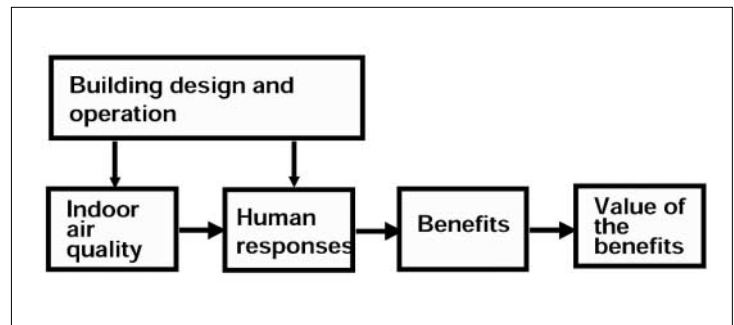 Building design and
operation
Indoor
air
quality
Human
responses
Benefits
Value of
the
benefits